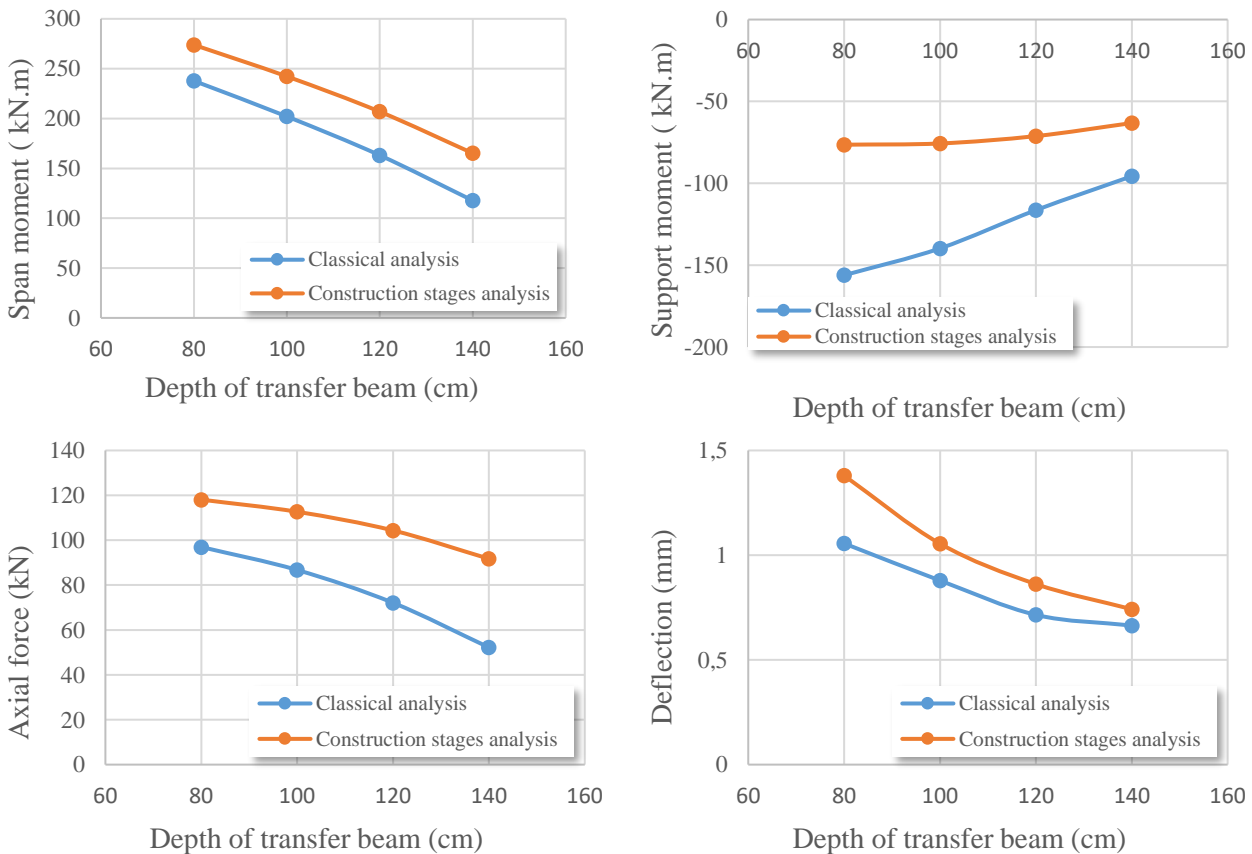 Span moment ( kN.m)
300
250
200
150
100
50
0
Classical analysis
Construction stages analysis
60 80 100 120 140 160
Depth of transfer beam (cm)
Support moment ( kN.m)
0
-50
-100
-150
-200
60 80 100 120 140 160
Classical analysis
Construction stages analysis
Depth of transfer beam (cm)
Axial force (kN)
140
120
100
80
60
40
20
0
Classical analysis
Construction stages analysis
60 80 100 120 140 160
Depth of transfer beam (cm)
Deflection (mm)
1,5
1
0,5
0
Classical analysis
Construction stages analysis
60 80 100 120 140 160
Depth of transfer beam (cm)